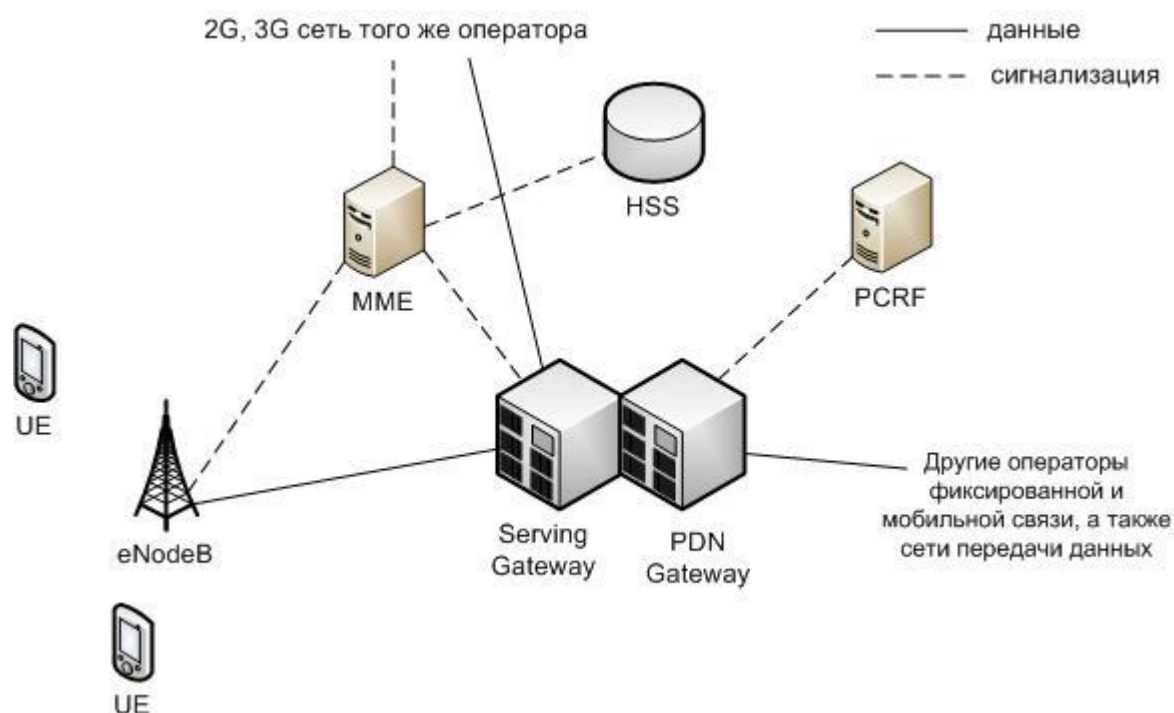 2G, 3G сеть того же оператора
данные
сигнализация
HSS
MME
PCRF
UE
eNodeB
Serving
Gateway
PDN
Gateway
Другие операторы
фиксированной и
мобильной связи, а также
сети передачи данных
UE